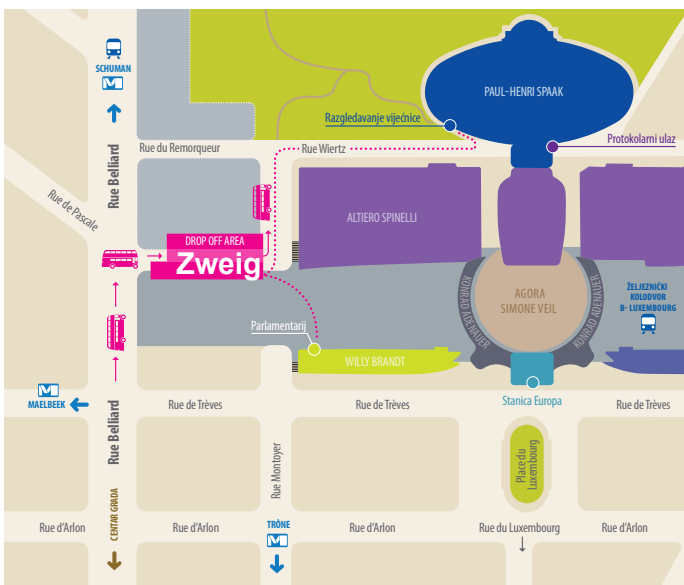 SCHUMAN
M
PAUL-HENRI SPAAK
Razgledavanje vijećnice
Protokolarni ulaz
Rue du Remorqueur
Rue Wiertz
Rue Belliard
Rue de Pascale
ALTIERO SPINELLI
DROP OFF AREA
Zweig
KONRAD ADENAUER
AGORA
SIMONE VEIL
KONRAD ADENAUER
ŽELJEZNIČKI
KOLODVOR
B- LUXEMBOURG
Parlamentarij
WILLY BRANDT
M
MAELBEEK
Rue de Trèves
Rue de Trèves
Stanica Europa
Rue de Trèves
Rue Belliard
Rue Montoyer
Place du
Luxembourg
CENTAR GRADA
Rue d'Arlon
Rue d'Arlon
TRÔNE
M
Rue d'Arlon
Rue du Luxembourg
Rue d'Arlon